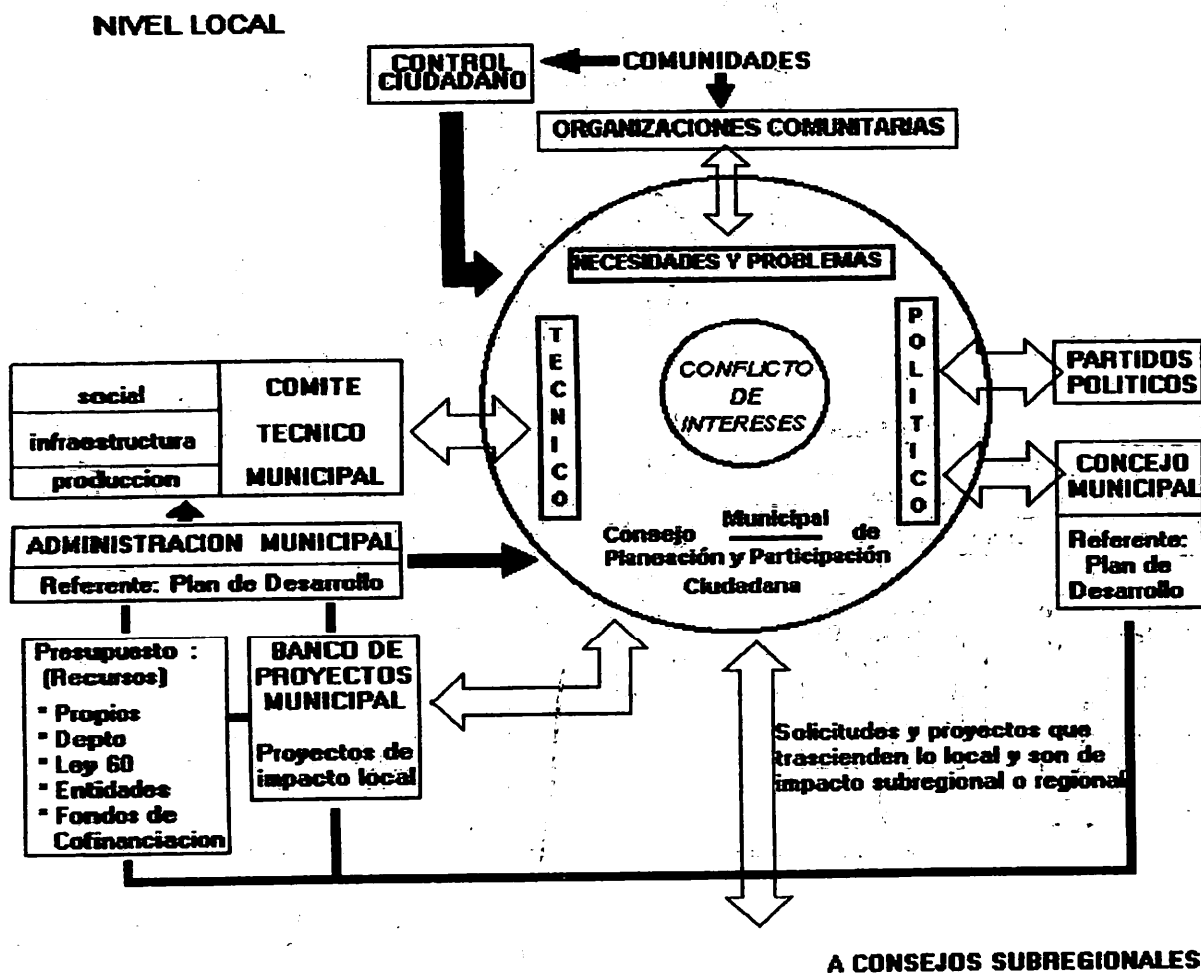 NIVEL LOCAL
CONTROL
CIUDADANO
COMUNIDADES
ORGANIZACIONES COMUNITARIAS
NECESIDADES Y PROBLEMAS
TECNICO
POLITICO
CONFLICTO
DE
INTERESES
Consejo Municipal de
Planeación y Participación
Ciudadana
PARTIDOS
POLITICOS
CONCEJO
MUNICIPAL
Referente:
Plan de
Desarrollo
social
infraestructura
produccion
COMITE
TECNICO
MUNICIPAL
ADMINISTRACION MUNICIPAL
Referente: Plan de Desarrollo
Presupuesto :
(Recursos)
* Propios
* Depto
* Ley 60
* Entidades
* Fondos de
Cofinanciacion
BANCO DE
PROYECTOS
MUNICIPAL
Proyectos de
impacto local
Solicitudes y proyectos que
trascienden lo local y son de
impacto subregional o regional
A CONSEJOS SUBREGIONALES